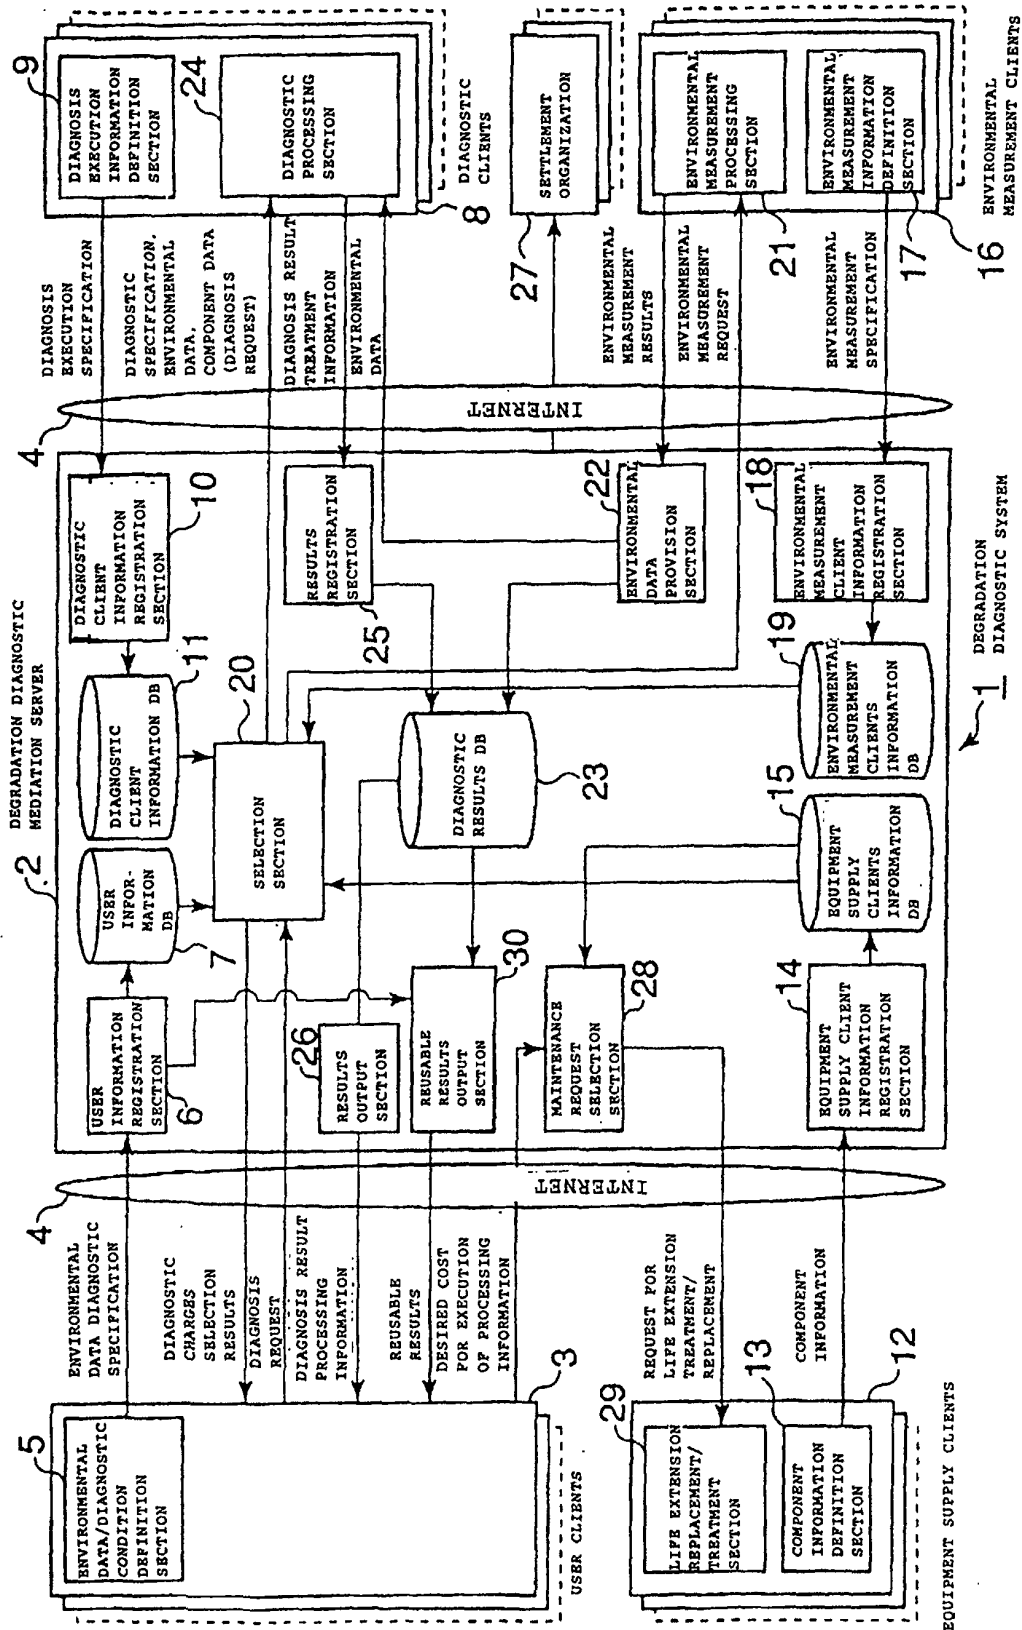 DEGRADATION DIAGNOSTIC
MEDIATION SERVER
2
4
4
INTERNET
INTERNET
5
ENVIRONMENTAL
DATA/DIAGNOSTIC
CONDITION
DEFINITION
SECTION
3
USER CLIENTS
ENVIRONMENTAL
DATA DIAGNOSTIC
SPECIFICATION
DIAGNOSTIC
CHARGES
SELECTION
RESULTS
DIAGNOSIS
REQUEST
DIAGNOSIS RESULT
PROCESSING
INFORMATION
REUSABLE
RESULTS
DESIRED COST
FOR EXECUTION
OF PROCESSING
INFORMATION
REQUEST FOR
LIFE EXTENSION
TREATMENT/
REPLACEMENT
COMPONENT
INFORMATION
29
LIFE EXTENSION
REPLACEMENT/
TREATMENT
SECTION
13
COMPONENT
INFORMATION
DEFINITION
SECTION
12
EQUIPMENT SUPPLY CLIENTS
USER
INFORMATION
REGISTRATION
SECTION
6
USER
INFOR-
MATION
DB
7
DIAGNOSTIC
CLIENT
INFORMATION DB
11
DIAGNOSTIC
CLIENT
INFORMATION
REGISTRATION
SECTION
10
SELECTION
SECTION
20
26
RESULTS
OUTPUT
SECTION
RESULTS
REGISTRATION
SECTION
25
REUSABLE
RESULTS
OUTPUT
SECTION
30
DIAGNOSTIC
RESULTS DB
23
MAINTENANCE
REQUEST
SELECTION
SRCTION
28
22
ENVIRONMENTAL
DATA
PROVISION
SECTION
14
EQUIPMENT
SUPPLY CLIENT
INFORMATION
REGISTRATION
SECTION
15
EQUIPMENT
SUPPLY
CLIENTS
INFORMATION
DB
19
ENVIRONMENTAL
MEASUREMENT
CLIENTS
INFORMATION
DB
18
ENVIRONMENTAL
MEASUREMENT
CLIENT
INFORMATION
REGISTRATION
SECTION
1
DEGRADATION
DIAGNOSTIC SYSTEM
DIAGNOSIS
EXECUTION
SPECIFICATION
DIAGNOSTIC
SPECIFICATION,
ENVIRONMENTAL
DATA,
COMPONENT DATA
(DIAGNOSIS
REQUEST)
DIAGNOSIS RESULT
TREATMENT
INFORMATION
ENVIRONMENTAL
DATA
ENVIRONMENTAL
MEASUREMENT
RESULTS
ENVIRONMENTAL
MEASUREMENT
REQUEST
ENVIRONMENTAL
MEASUREMENT
SPECIFICATION
9
DIAGNOSIS
EXECUTION
INFORMATION
DEFINITION
SECTION
24
DIAGNOSTIC
PROCESSING
SECTION
8
DIAGNOSTIC
CLIENTS
27
SETTLEMENT
ORGANIZATION
ENVIRONMENTAL
MEASUREMENT
PROCESSING
SECTION
21
ENVIRONMENTAL
MEASUREMENT
INFORMATION
DEFINITION
SECTION
17
16
ENVIRONMENTAL
MEASUREMENT CLIENTS